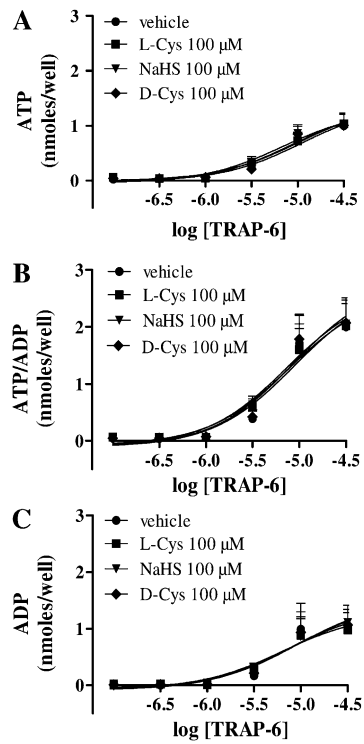 A
vehicle
L-Cys 100 μM
NaHS 100 μM
D-Cys 100 μM
ATP
(nmoles/well)
3
2
1
0
-6.5 -6.0 -5.5 -5.0 -4.5
log [TRAP-6]
B
vehicle
L-Cys 100 μM
NaHS 100 μM
D-Cys 100 μM
ATP/ADP
(nmoles/well)
3
2
1
0
-6.5 -6.0 -5.5 -5.0 -4.5
log [TRAP-6]
C
vehicle
L-Cys 100 μM
NaHS 100 μM
D-Cys 100 μM
ADP
(nmoles/well)
3
2
1
0
-6.5 -6.0 -5.5 -5.0 -4.5
log [TRAP-6]